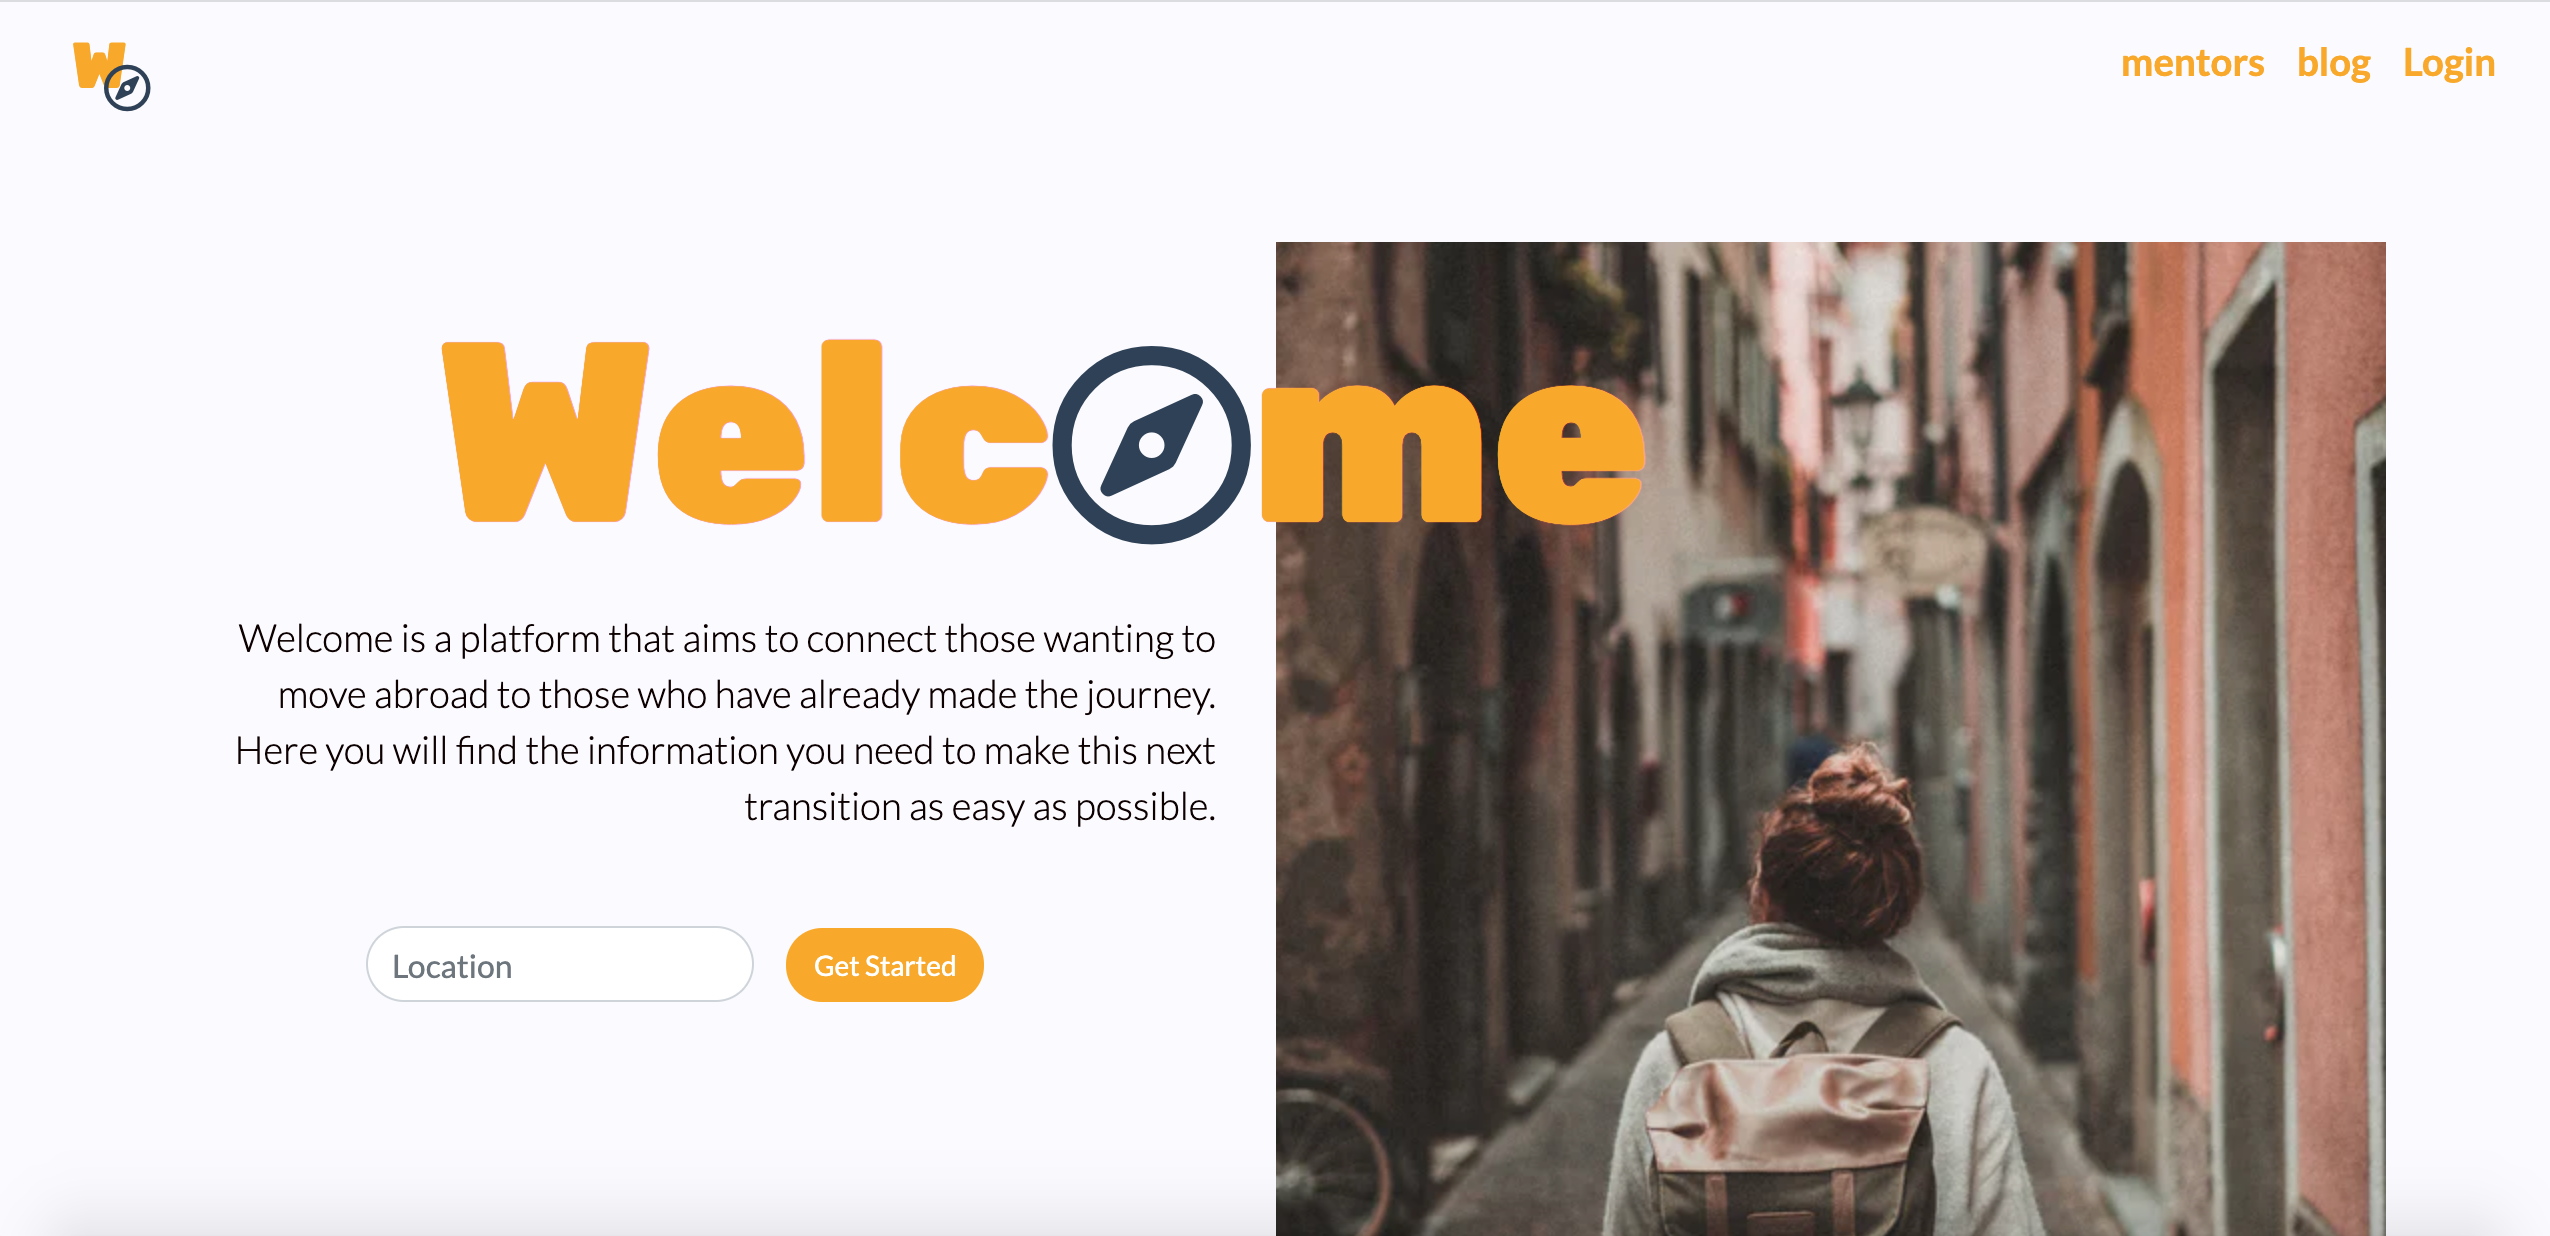 W
mentors blog Login
Welcome
Welcome is a platform that aims to connect those wanting to
move abroad to those who have already made the journey.
Here you will find the information you need to make this next
transition as easy as possible.
Location
Get Started